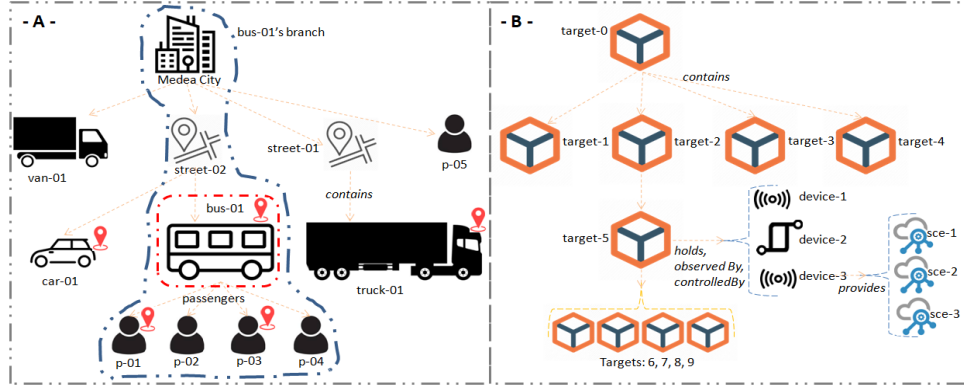 - A -
bus-01's branch
Medea City
van-01
street-02
street-01
p-05
contains
bus-01
car-01
truck-01
passengers
p-01
p-02
p-03
p-04
- B -
target-0
contains
target-1
target-2
target-3
target-4
target-5
holds,
observed By,
controlledBy
device-1
device-2
device-3
provides
sce-1
sce-2
sce-3
Targets: 6, 7, 8, 9